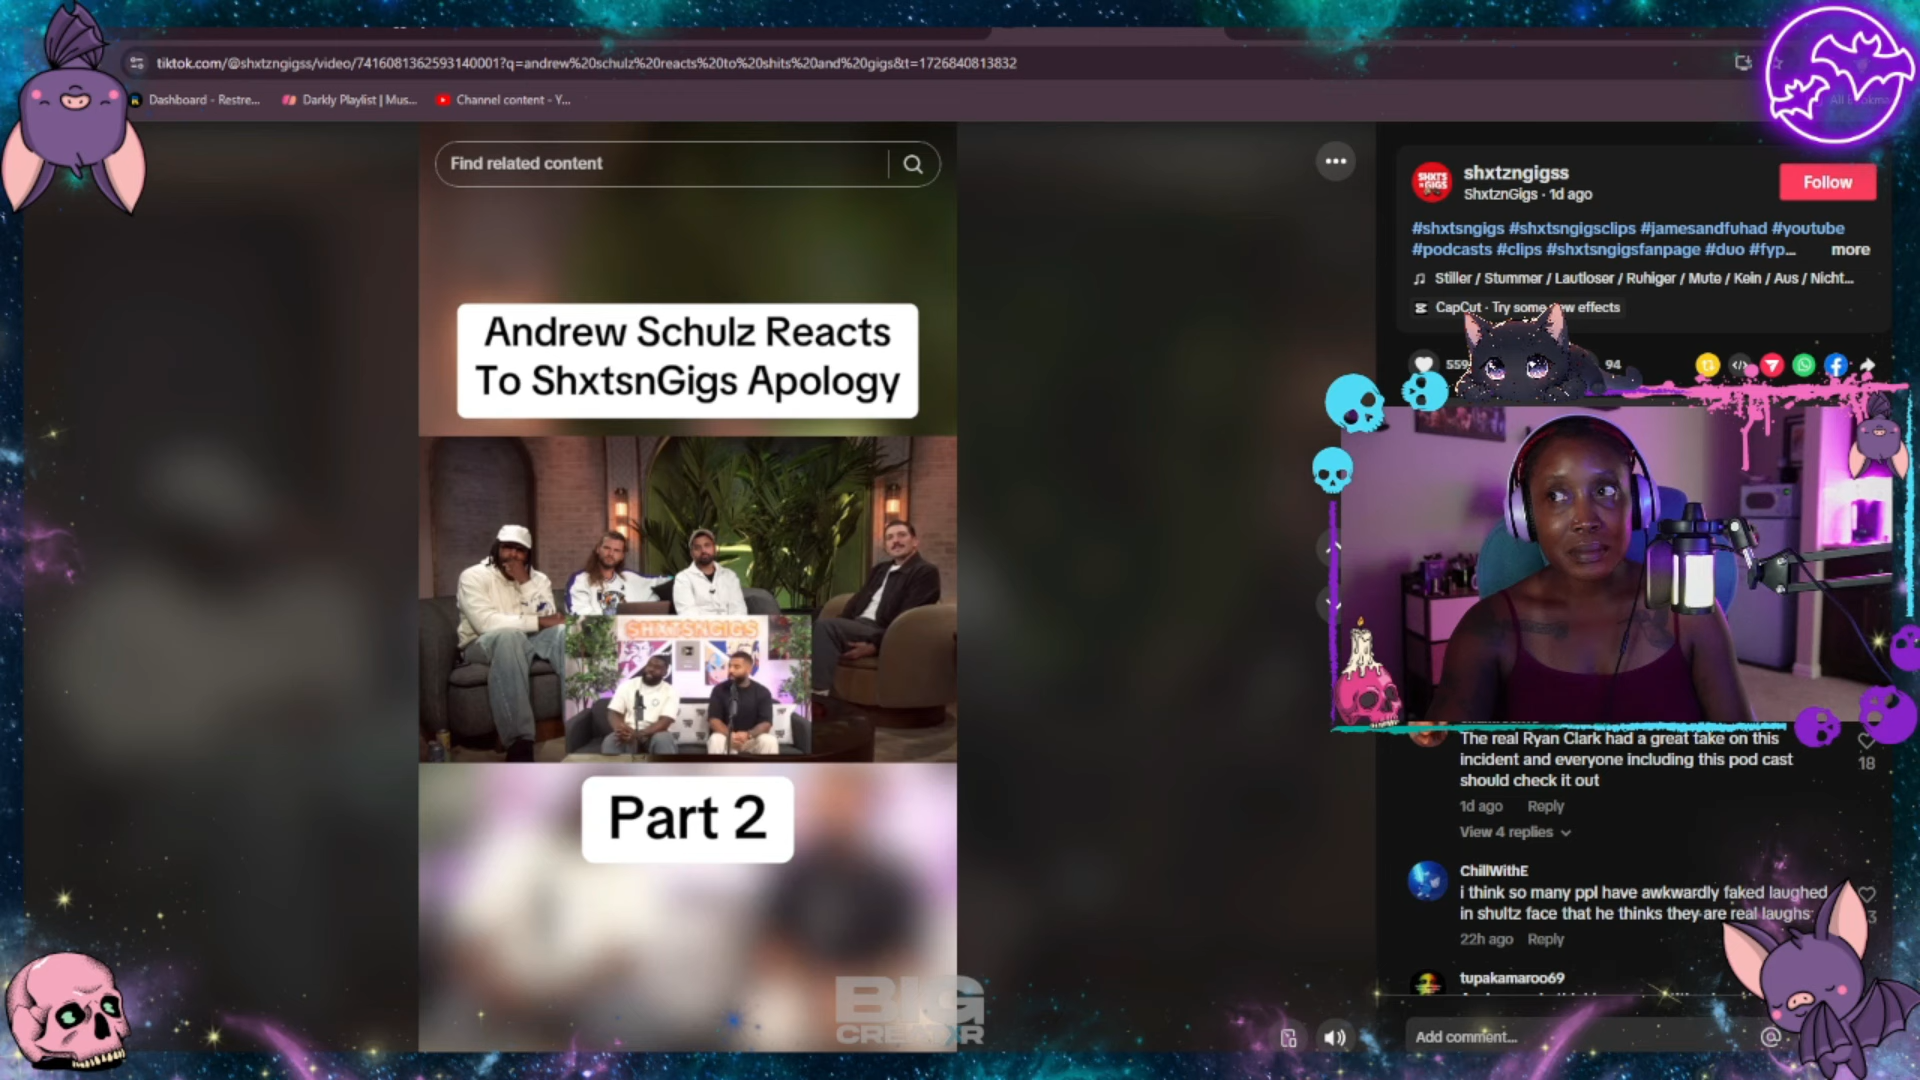 tiktok.com/@shxtzngigss/video/7416081362593140001?q=andrew%20schulz%20reacts%20to%20shits%20and%20gigs&t=1726840813832
Dashboard - Restre...
Darkly Playlist | Mus...
Channel content - Y...
Find related content
Andrew Schulz Reacts
To ShxtsnGigs Apology
SHXTSNGIGS
Part 2
BIG
CREATOR
SHXTS
N GIGS
shxtzngigss
ShxtznGigs · 1d ago
Follow
#shxtsngigs #shxtsngigsclips #jamesandfuhad #youtube
#podcasts #clips #shxtsngigsfanpage #duo #fyp...
more
Stiller / Stummer / Lautloser / Ruhiger / Mute / Kein / Aus / Nicht...
CapCut · Try some new effects
559
94
The real Ryan Clark had a great take on this
incident and everyone including this pod cast
should check it out
18
1d ago Reply
View 4 replies
ChillWithE
i think so many ppl have awkwardly faked laughed
in shultz face that he thinks they are real laughs
3
22h ago Reply
tupakamaroo69
Add comment...